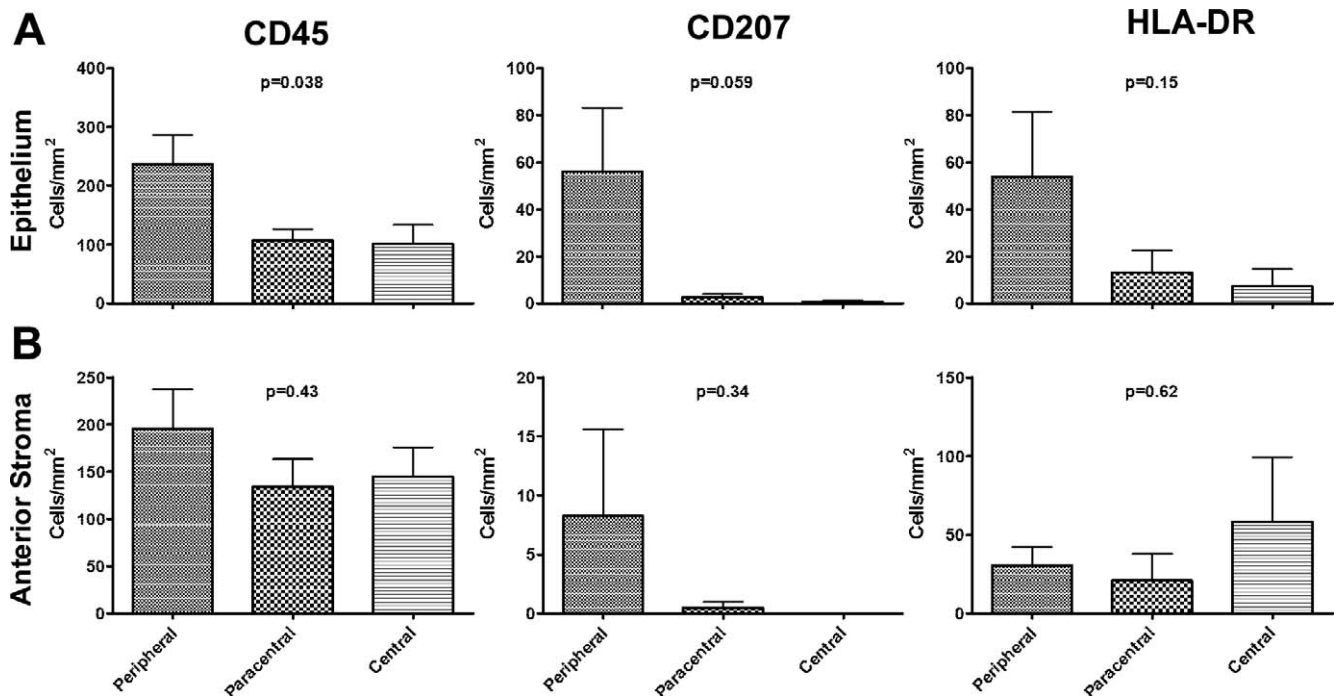 A
CD45
CD207
HLA-DR
Epithelium
Cells/mm²
400
300
200
100
0
p=0.038
Cells/mm²
100
80
60
40
20
0
p=0.059
Cells/mm²
100
80
60
40
20
0
p=0.15
B
Anterior Stroma
Cells/mm²
250
200
150
100
50
0
p=0.43
Peripheral
Paracentral
Central
Cells/mm²
20
15
10
5
0
p=0.34
Peripheral
Paracentral
Central
Cells/mm²
150
100
50
0
p=0.62
Peripheral
Paracentral
Central